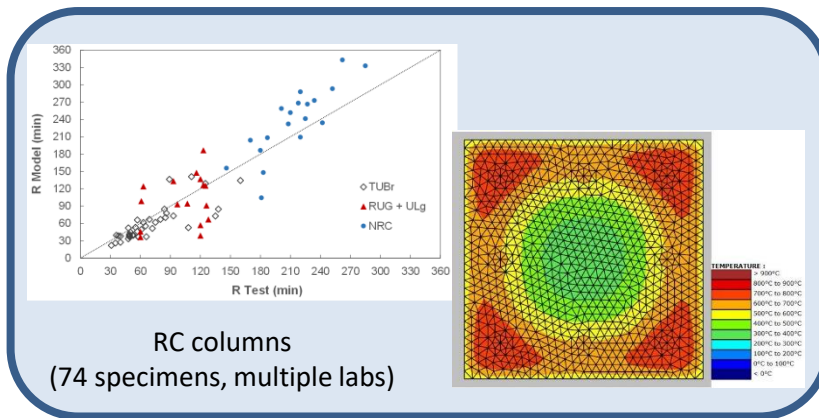 360
330
300
270
240
210
180
150
120
90
60
30
0
R Model (min)
TUBr
RUG + ULg
NRC
0 30 60 90 120 150 180 210 240 270 300 330 360
R Test (min)
TEMPERATURE :
> 900°C
800°C to 900°C
700°C to 800°C
600°C to 700°C
500°C to 600°C
400°C to 500°C
300°C to 400°C
200°C to 300°C
100°C to 200°C
0°C to 100°C
< 0°C
RC columns
(74 specimens, multiple labs)